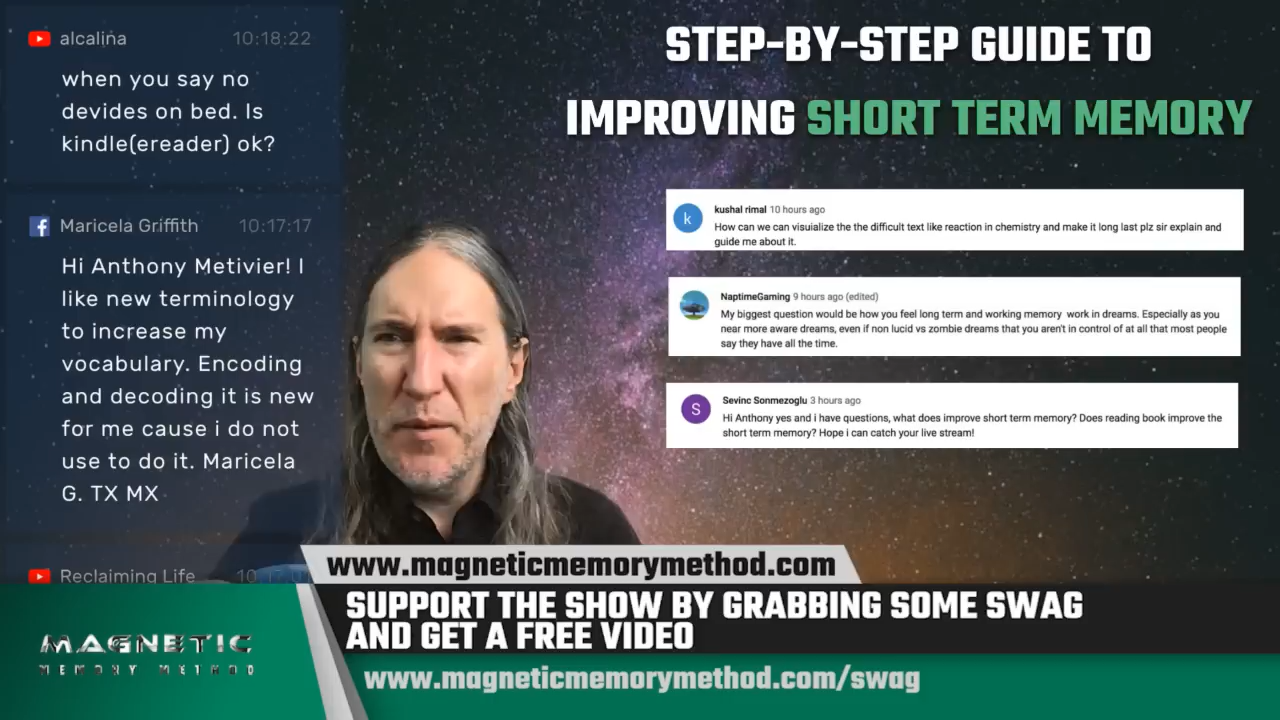 alcalina 10:18:22
when you say no
devides on bed. Is
kindle(ereader) ok?
Maricela Griffith 10:17:17
Hi Anthony Metivier! I
like new terminology
to increase my
vocabulary. Encoding
and decoding it is new
for me cause i do not
use to do it. Maricela
G. TX MX
Reclaiming Life
STEP-BY-STEP GUIDE TO
IMPROVING SHORT TERM MEMORY
k
kushal rimal 10 hours ago
How can we can visuialize the the difficult text like reaction in chemistry and make it long last plz sir explain and
guide me about it.
NaptimeGaming 9 hours ago (edited)
My biggest question would be how you feel long term and working memory work in dreams. Especially as you
near more aware dreams, even if non lucid vs zombie dreams that you aren't in control of at all that most people
say they have all the time.
S
Sevinc Sonmezoglu 3 hours ago
Hi Anthony yes and i have questions, what does improve short term memory? Does reading book improve the
short term memory? Hope i can catch your live stream!
www.magneticmemorymethod.com
SUPPORT THE SHOW BY GRABBING SOME SWAG
AND GET A FREE VIDEO
www.magneticmemorymethod.com/swag
MAGNETIC
MEMORY METHOD